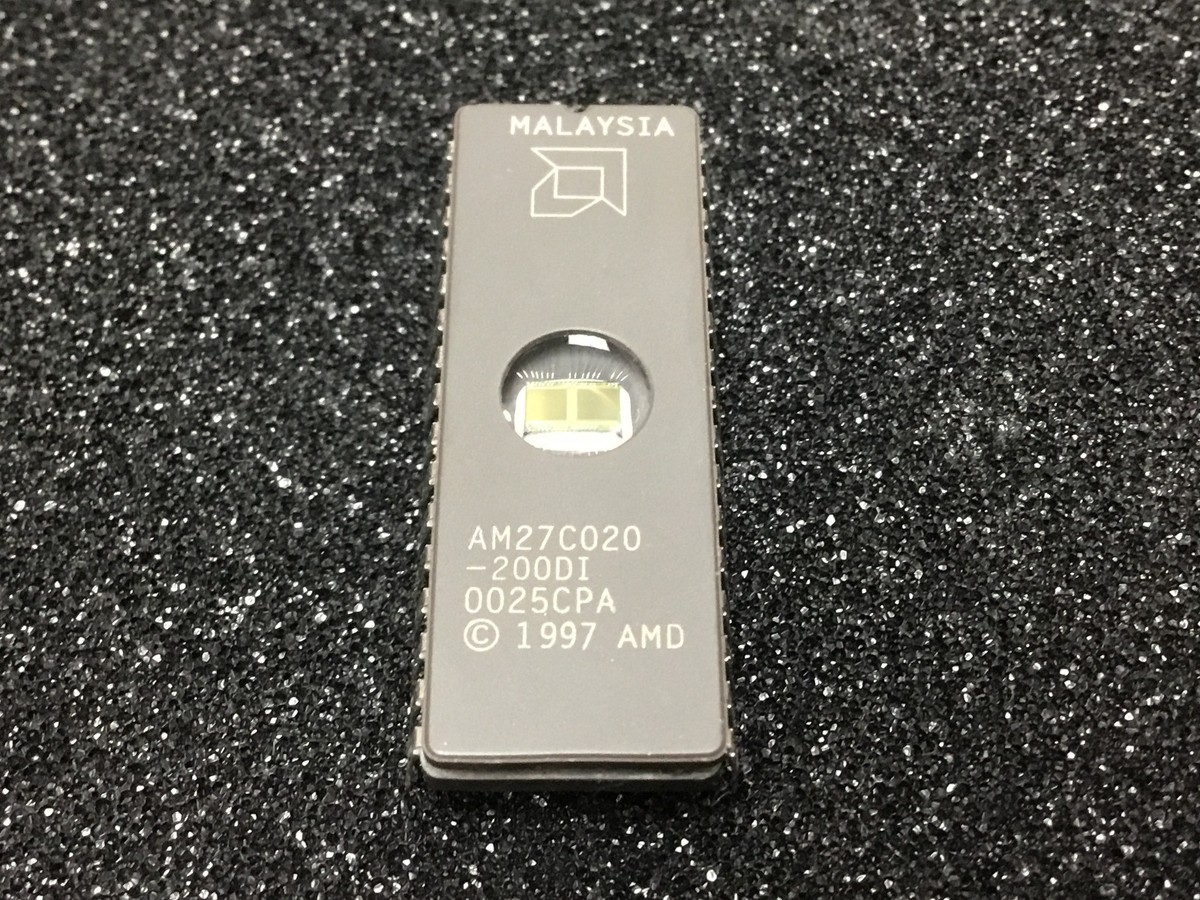 MALAYSIA
AM27C020
-200DI
0025CPA
© 1997 AMD